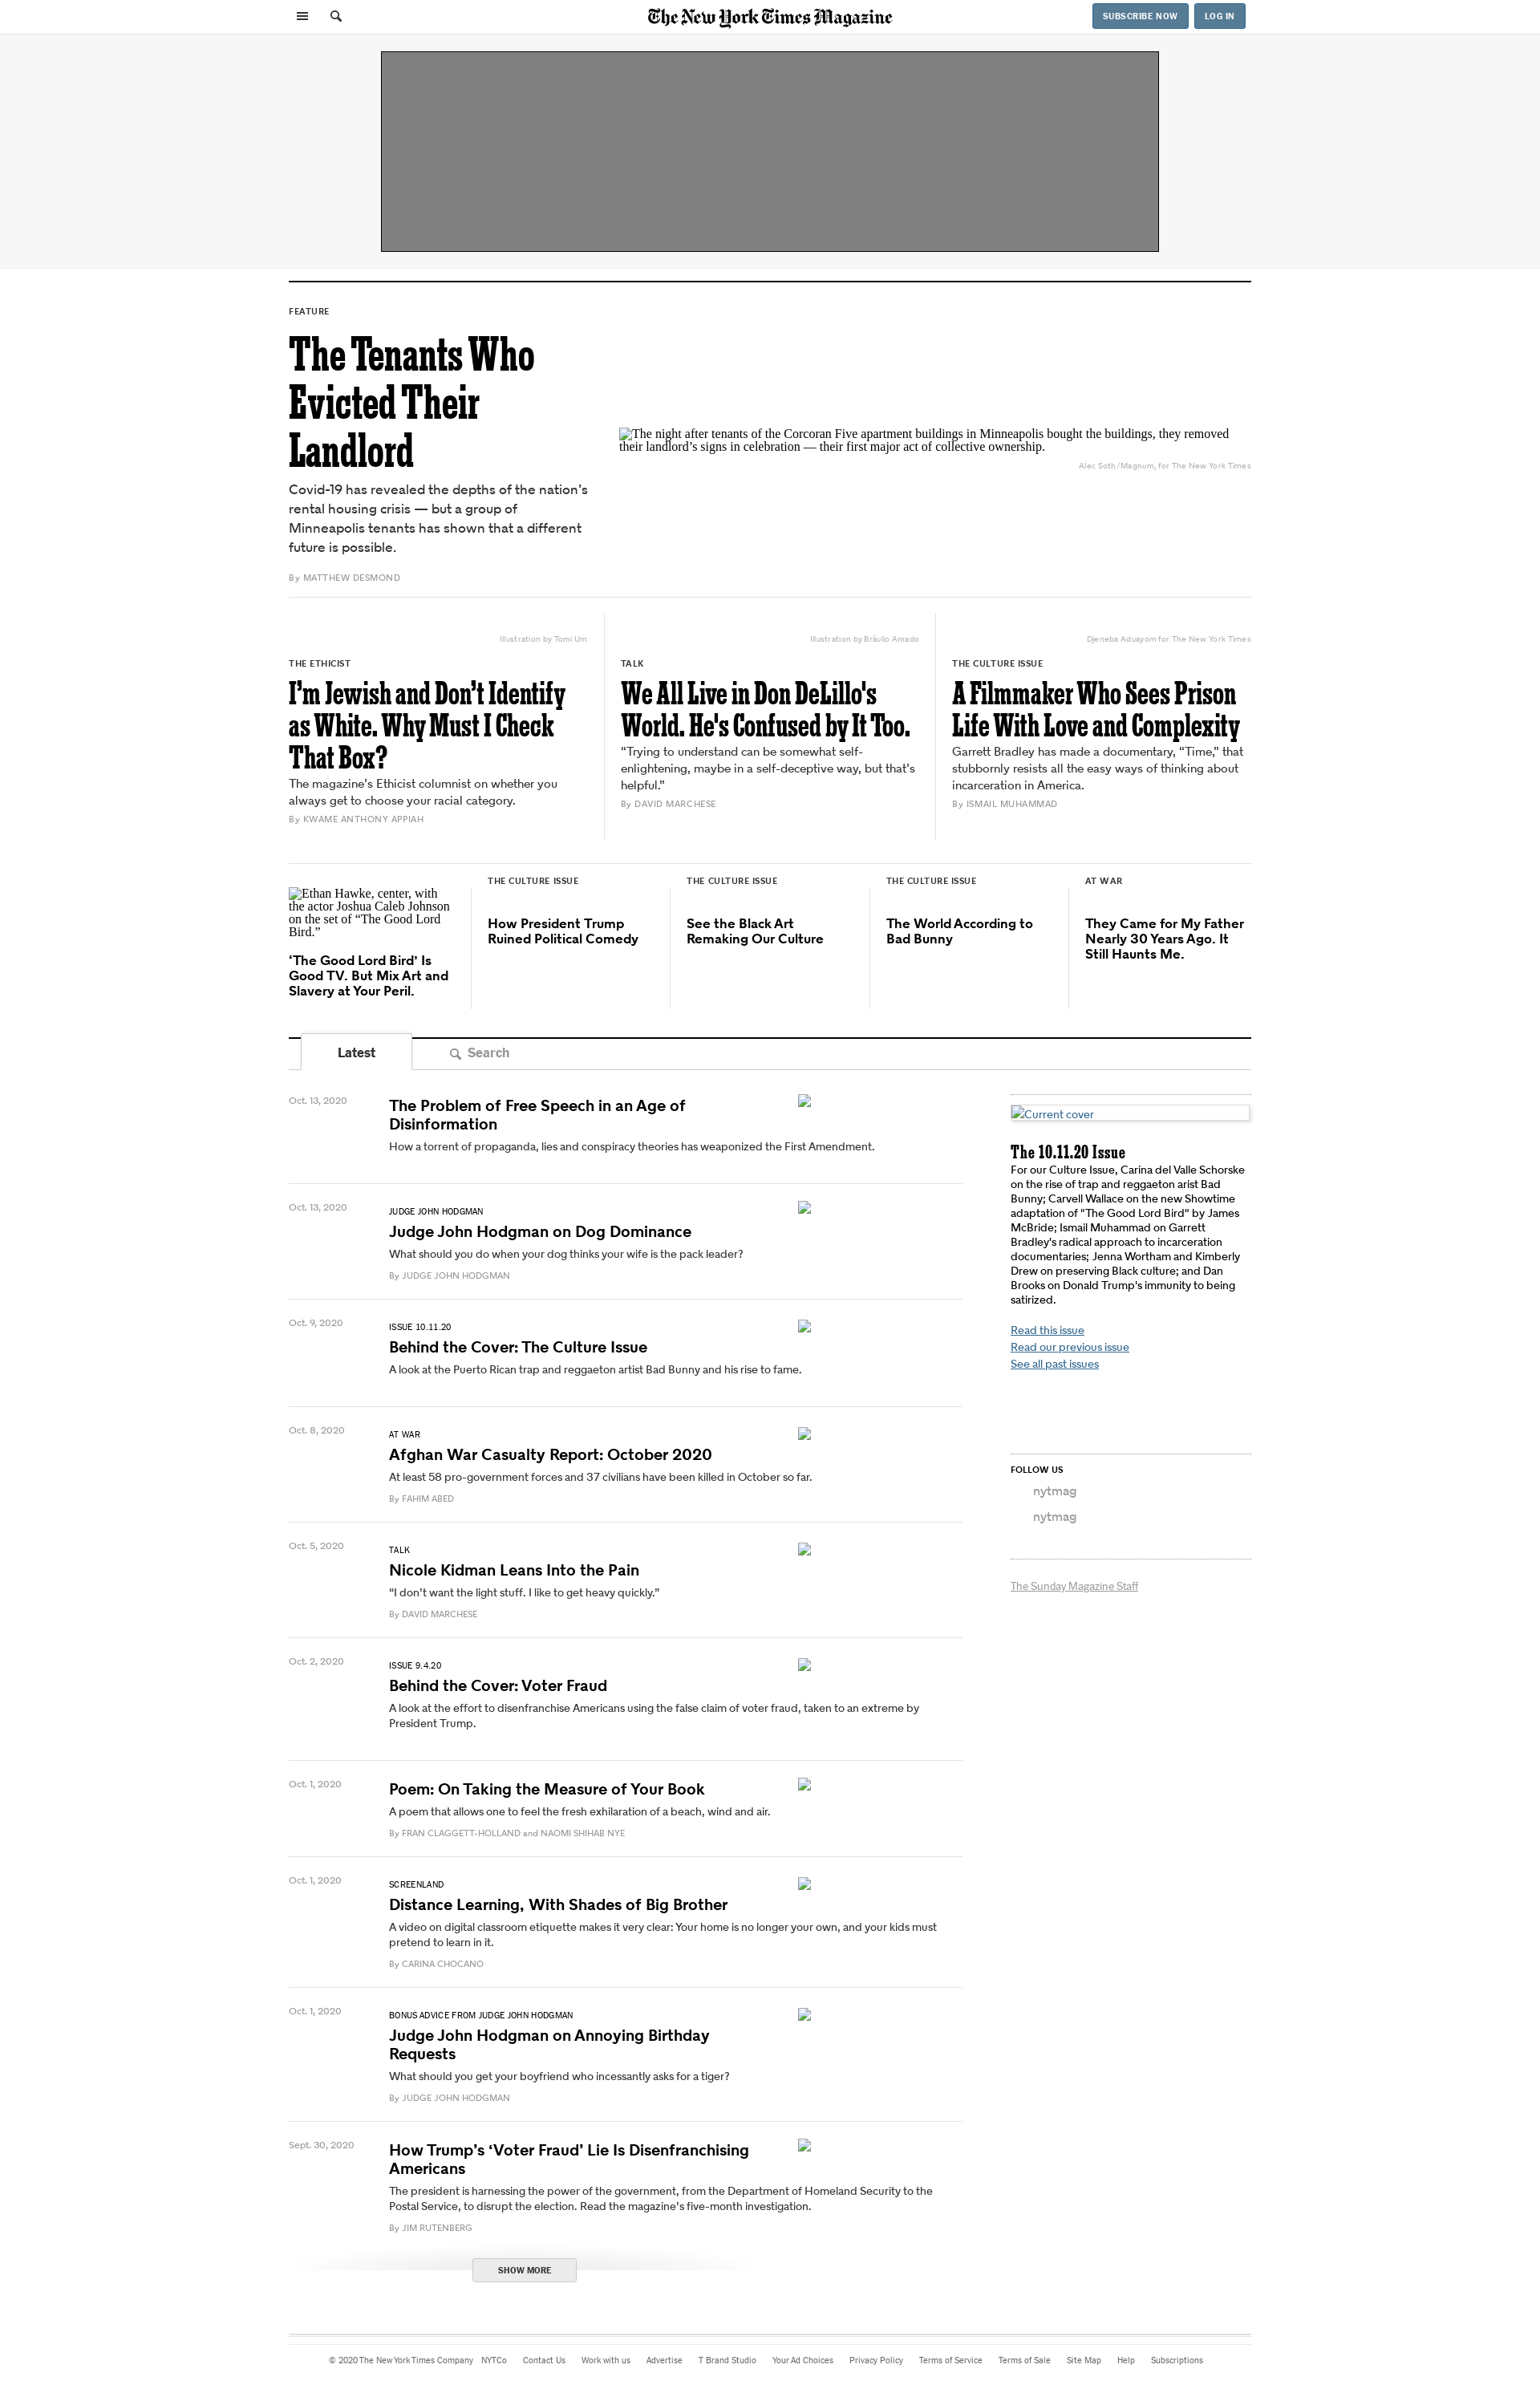 The New York Times Magazine
SUBSCRIBE NOW
LOG IN
FEATURE
The Tenants Who
Evicted Their
Landlord
Covid-19 has revealed the depths of the nation’s
rental housing crisis — but a group of
Minneapolis tenants has shown that a different
future is possible.
By MATTHEW DESMOND
The night after tenants of the Corcoran Five apartment buildings in Minneapolis bought the buildings, they removed
their landlord’s signs in celebration — their first major act of collective ownership.
Alec Soth/Magnum, for The New York Times
Illustration by Tomi Um
THE ETHICIST
I’m Jewish and Don’t Identify
as White. Why Must I Check
That Box?
The magazine’s Ethicist columnist on whether you
always get to choose your racial category.
By KWAME ANTHONY APPIAH
Illustration by Bráulio Amado
TALK
We All Live in Don DeLillo's
World. He's Confused by It Too.
“Trying to understand can be somewhat self-
enlightening, maybe in a self-deceptive way, but that’s
helpful.”
By DAVID MARCHESE
Djeneba Aduayom for The New York Times
THE CULTURE ISSUE
A Filmmaker Who Sees Prison
Life With Love and Complexity
Garrett Bradley has made a documentary, “Time,” that
stubbornly resists all the easy ways of thinking about
incarceration in America.
By ISMAIL MUHAMMAD
Ethan Hawke, center, with
the actor Joshua Caleb Johnson
on the set of “The Good Lord
Bird.”
‘The Good Lord Bird’ Is
Good TV. But Mix Art and
Slavery at Your Peril.
THE CULTURE ISSUE
How President Trump
Ruined Political Comedy
THE CULTURE ISSUE
See the Black Art
Remaking Our Culture
THE CULTURE ISSUE
The World According to
Bad Bunny
AT WAR
They Came for My Father
Nearly 30 Years Ago. It
Still Haunts Me.
Latest
Search
Oct. 13, 2020
The Problem of Free Speech in an Age of
Disinformation
How a torrent of propaganda, lies and conspiracy theories has weaponized the First Amendment.
Oct. 13, 2020
JUDGE JOHN HODGMAN
Judge John Hodgman on Dog Dominance
What should you do when your dog thinks your wife is the pack leader?
By JUDGE JOHN HODGMAN
Oct. 9, 2020
ISSUE 10.11.20
Behind the Cover: The Culture Issue
A look at the Puerto Rican trap and reggaeton artist Bad Bunny and his rise to fame.
Oct. 8, 2020
AT WAR
Afghan War Casualty Report: October 2020
At least 58 pro-government forces and 37 civilians have been killed in October so far.
By FAHIM ABED
Oct. 5, 2020
TALK
Nicole Kidman Leans Into the Pain
“I don’t want the light stuff. I like to get heavy quickly.”
By DAVID MARCHESE
Oct. 2, 2020
ISSUE 9.4.20
Behind the Cover: Voter Fraud
A look at the effort to disenfranchise Americans using the false claim of voter fraud, taken to an extreme by
President Trump.
Oct. 1, 2020
Poem: On Taking the Measure of Your Book
A poem that allows one to feel the fresh exhilaration of a beach, wind and air.
By FRAN CLAGGETT-HOLLAND and NAOMI SHIHAB NYE
Oct. 1, 2020
SCREENLAND
Distance Learning, With Shades of Big Brother
A video on digital classroom etiquette makes it very clear: Your home is no longer your own, and your kids must
pretend to learn in it.
By CARINA CHOCANO
Oct. 1, 2020
BONUS ADVICE FROM JUDGE JOHN HODGMAN
Judge John Hodgman on Annoying Birthday
Requests
What should you get your boyfriend who incessantly asks for a tiger?
By JUDGE JOHN HODGMAN
Sept. 30, 2020
How Trump’s ‘Voter Fraud’ Lie Is Disenfranchising
Americans
The president is harnessing the power of the government, from the Department of Homeland Security to the
Postal Service, to disrupt the election. Read the magazine’s five-month investigation.
By JIM RUTENBERG
SHOW MORE
Current cover
The 10.11.20 Issue
For our Culture Issue, Carina del Valle Schorske
on the rise of trap and reggaeton arist Bad
Bunny; Carvell Wallace on the new Showtime
adaptation of "The Good Lord Bird" by James
McBride; Ismail Muhammad on Garrett
Bradley's radical approach to incarceration
documentaries; Jenna Wortham and Kimberly
Drew on preserving Black culture; and Dan
Brooks on Donald Trump's immunity to being
satirized.
Read this issue
Read our previous issue
See all past issues
FOLLOW US
nytmag
nytmag
The Sunday Magazine Staff
© 2020 The New York Times Company NYTCo Contact Us Work with us Advertise T Brand Studio Your Ad Choices Privacy Policy Terms of Service Terms of Sale Site Map Help Subscriptions